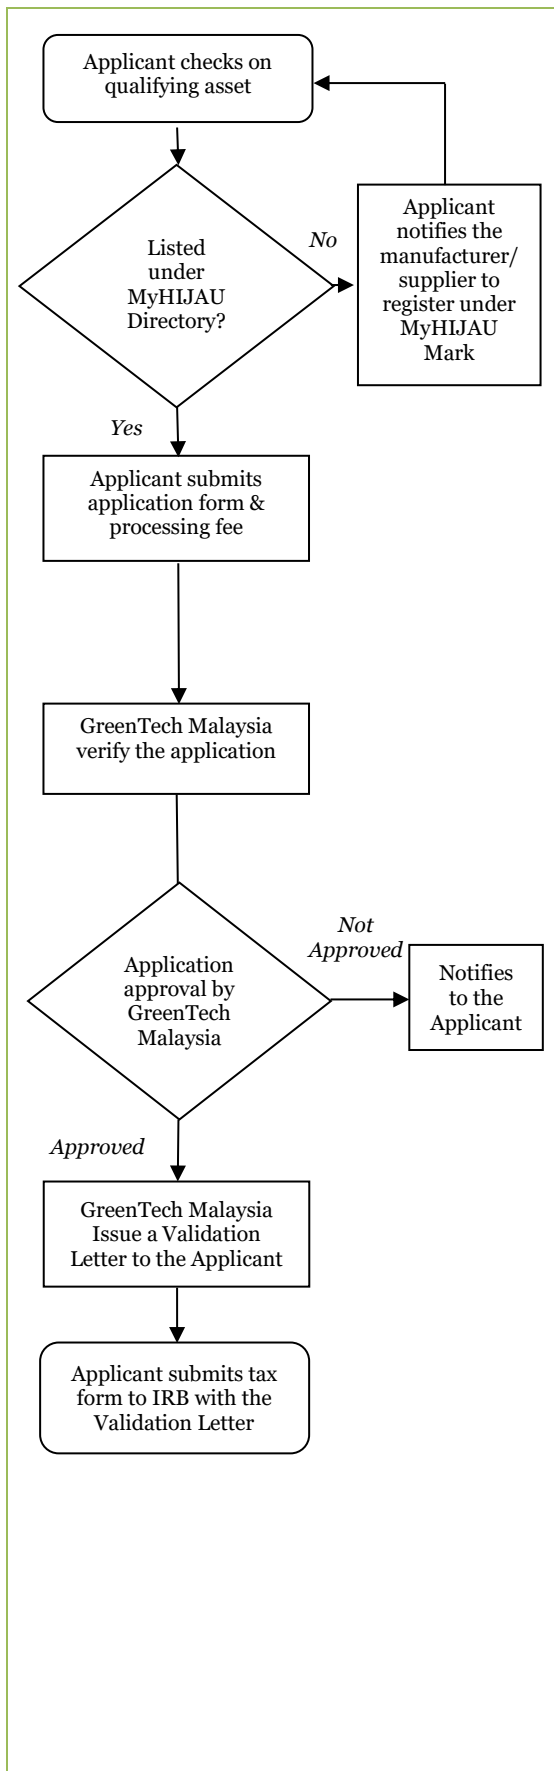 Applicant checks on
qualifying asset
Listed
under
MyHIJAU
Directory?
No
Applicant
notifies the
manufacturer/
supplier to
register under
MyHIJAU
Mark
Yes
Applicant submits
application form &
processing fee
GreenTech Malaysia
verify the application
Application
approval by
GreenTech
Malaysia
Not
Approved
Notifies
to the
Applicant
Approved
GreenTech Malaysia
Issue a Validation
Letter to the Applicant
Applicant submits tax
form to IRB with the
Validation Letter